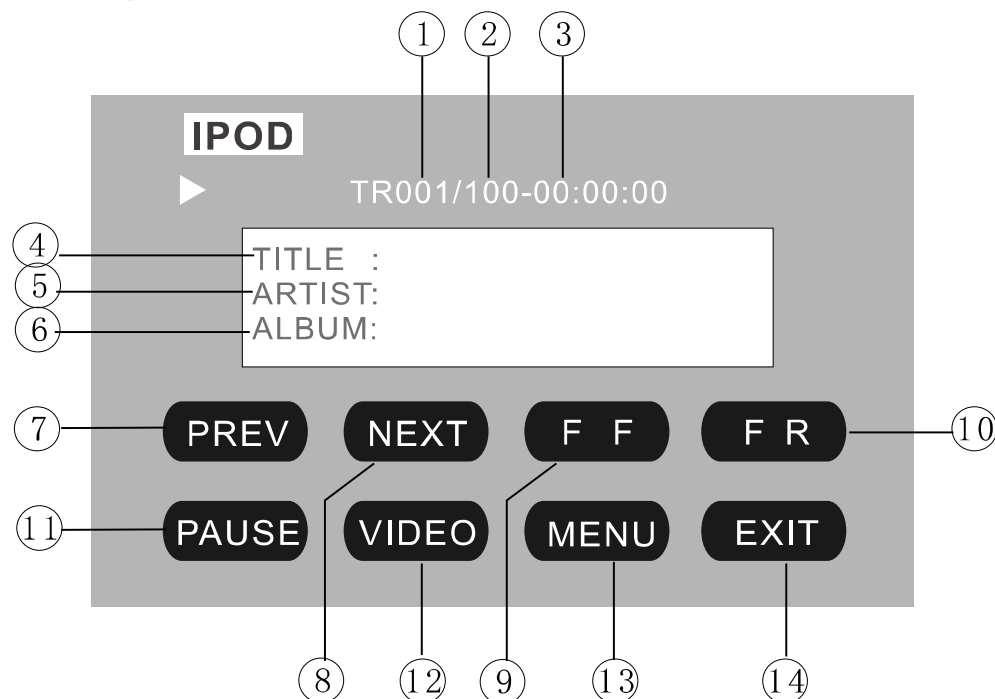 ① ② ③
IPOD
TR001/100-00:00:00
④ TITLE :
⑤ ARTIST:
⑥ ALBUM:
⑦ PREV NEXT F F F R ⑩
⑪ PAUSE VIDEO MENU EXIT
⑧ ⑫ ⑨ ⑬ ⑭